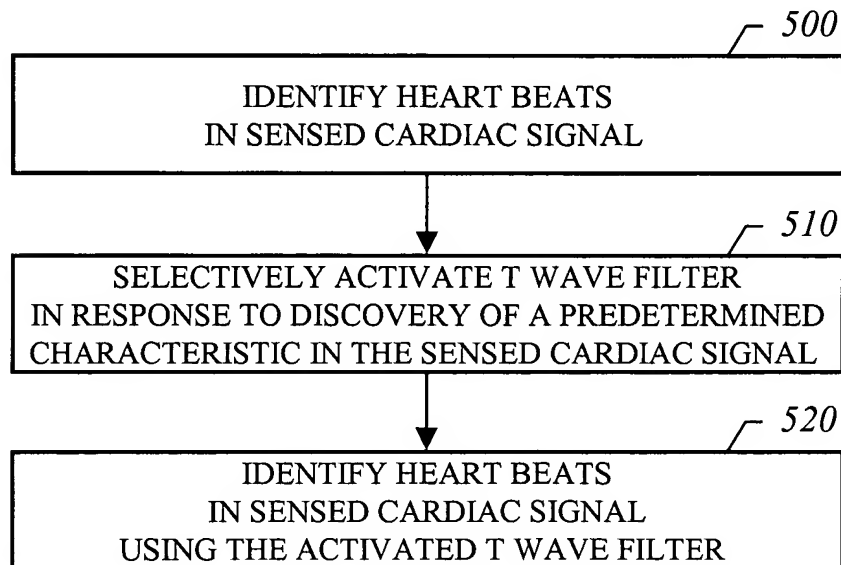 500
IDENTIFY HEART BEATS
IN SENSED CARDIAC SIGNAL
510
SELECTIVELY ACTIVATE T WAVE FILTER
IN RESPONSE TO DISCOVERY OF A PREDETERMINED
CHARACTERISTIC IN THE SENSED CARDIAC SIGNAL
520
IDENTIFY HEART BEATS
IN SENSED CARDIAC SIGNAL
USING THE ACTIVATED T WAVE FILTER